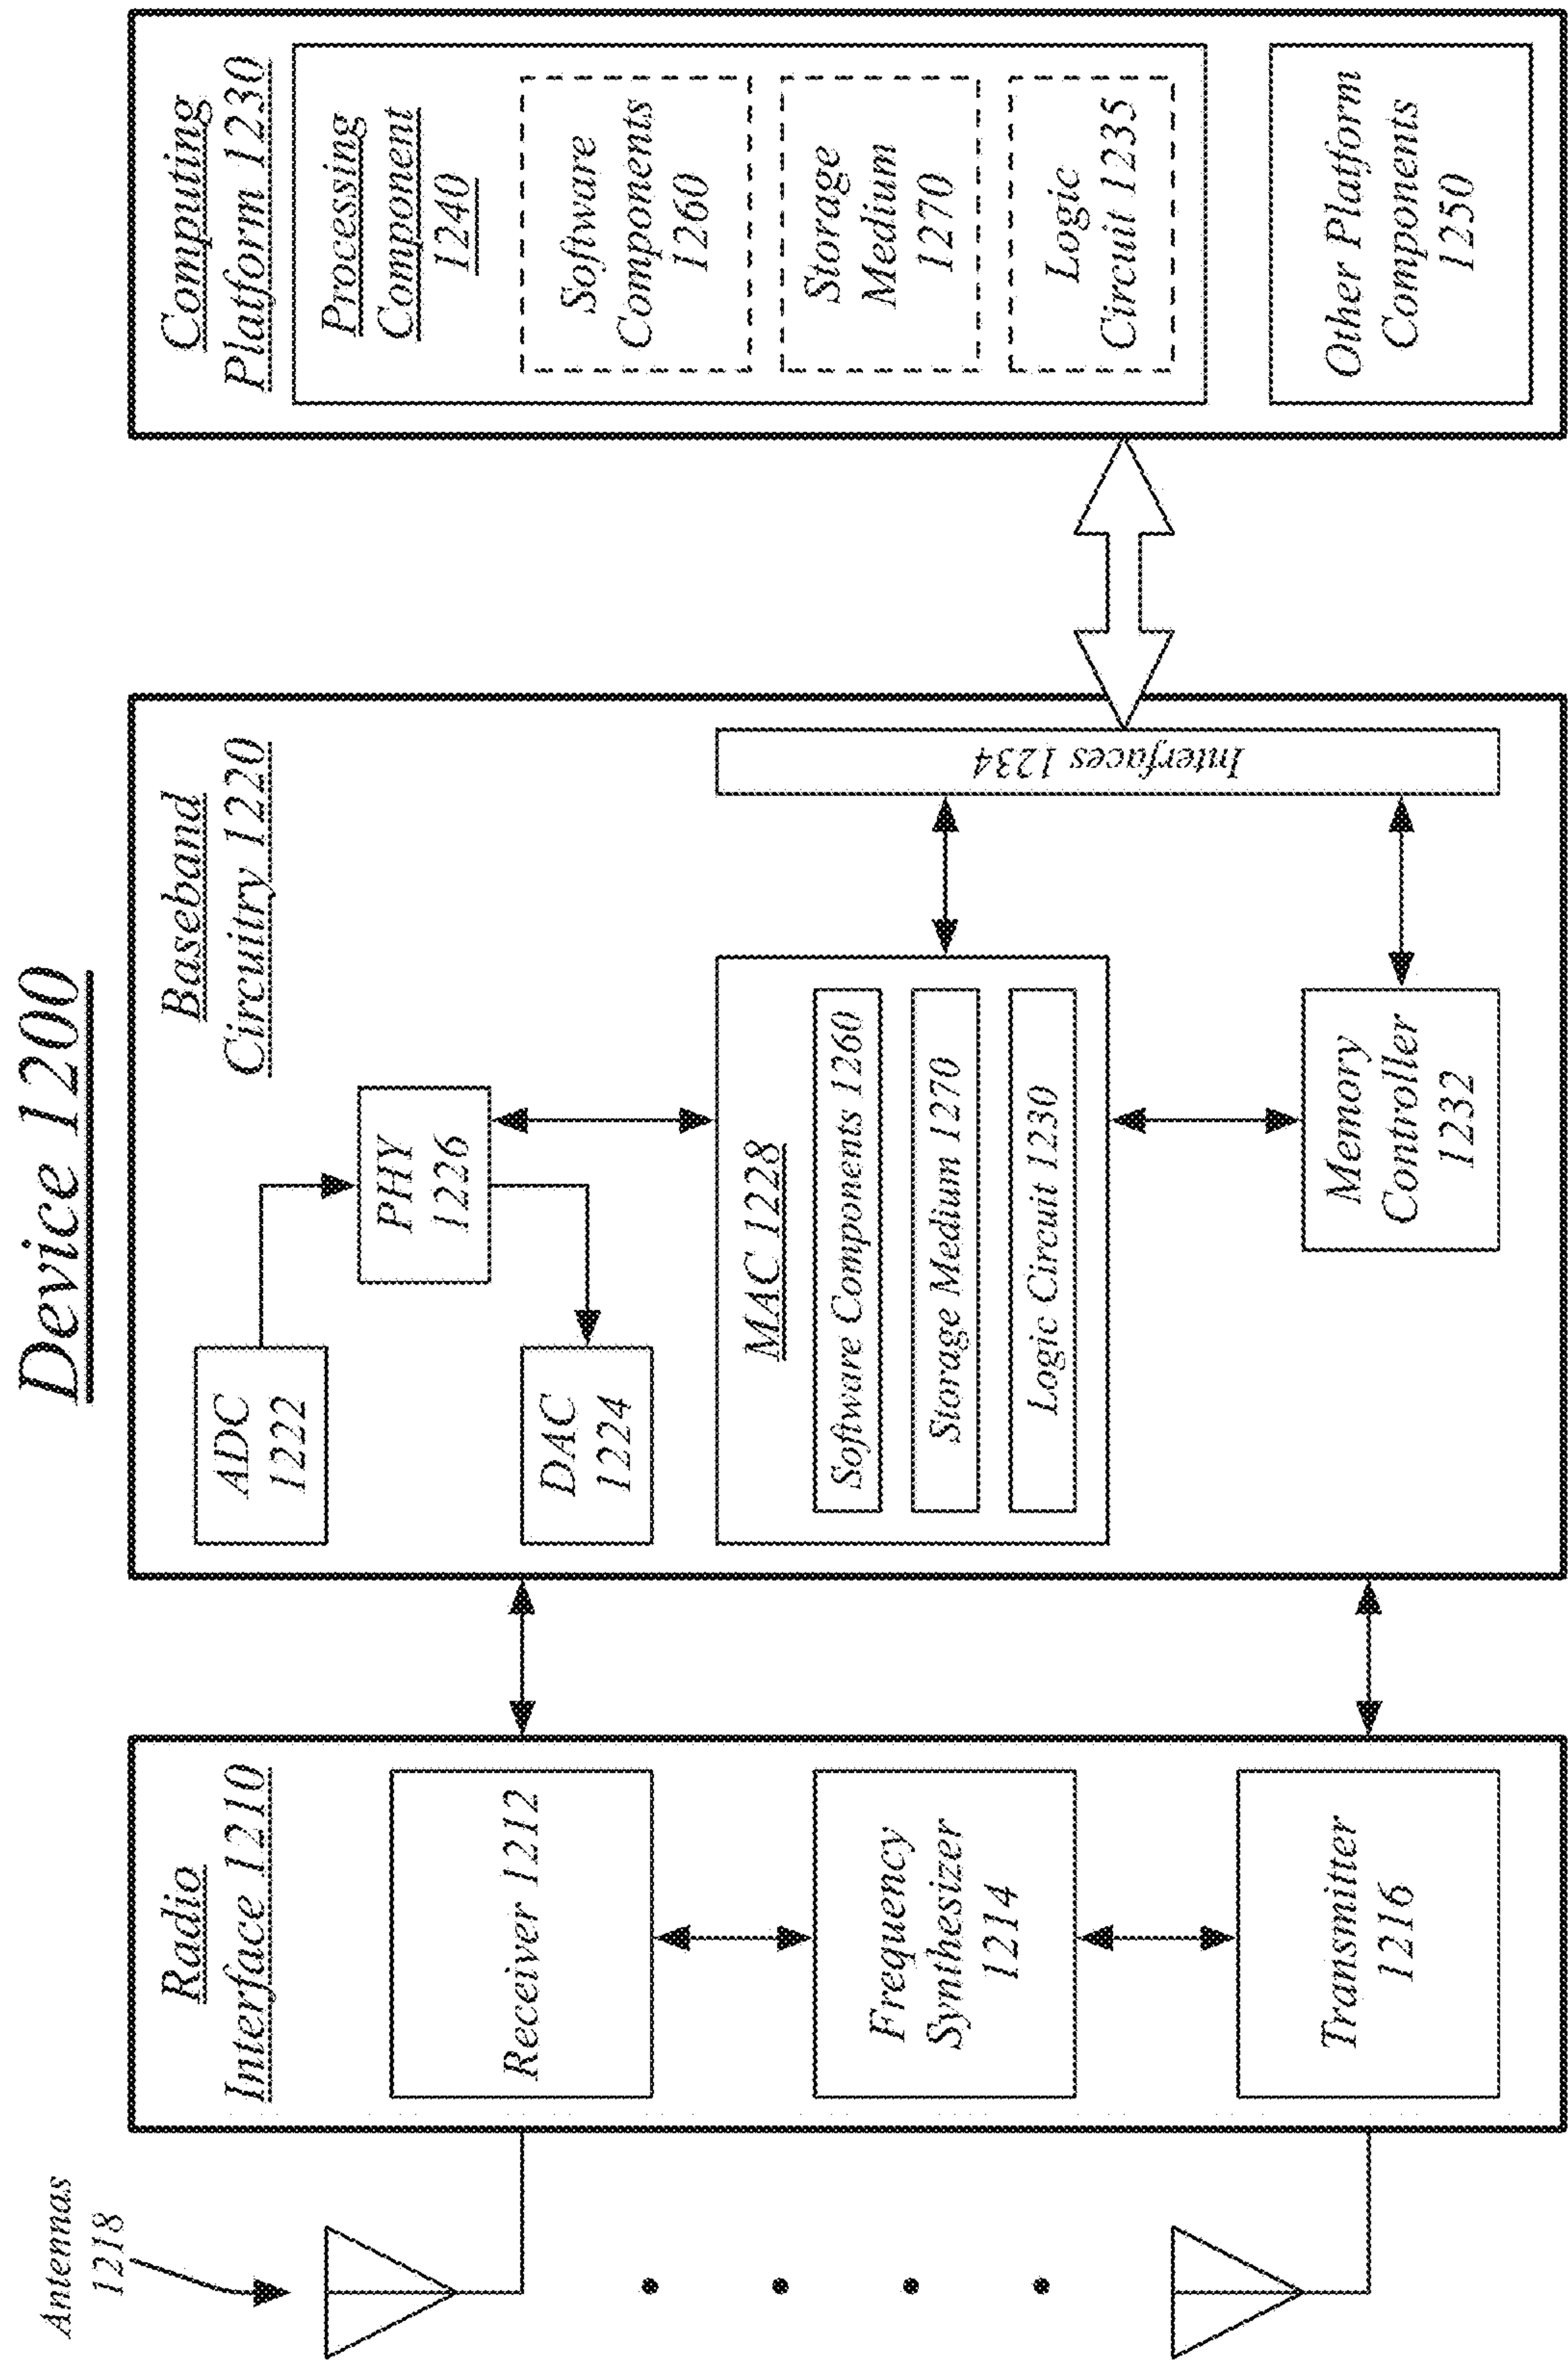 Device 1200
Antennas
1218
Radio
Interface 1210
Receiver 1212
Frequency
Synthesizer
1214
Transmitter
1216
Baseband
Circuitry 1220
ADC
1222
PHY
1226
DAC
1224
MAC 1228
Software Components 1260
Storage Medium 1270
Logic Circuit 1230
Memory
Controller
1232
Interfaces 1234
Computing
Platform 1230
Processing
Component
1240
Software
Components
1260
Storage
Medium
1270
Logic
Circuit 1235
Other Platform
Components
1250